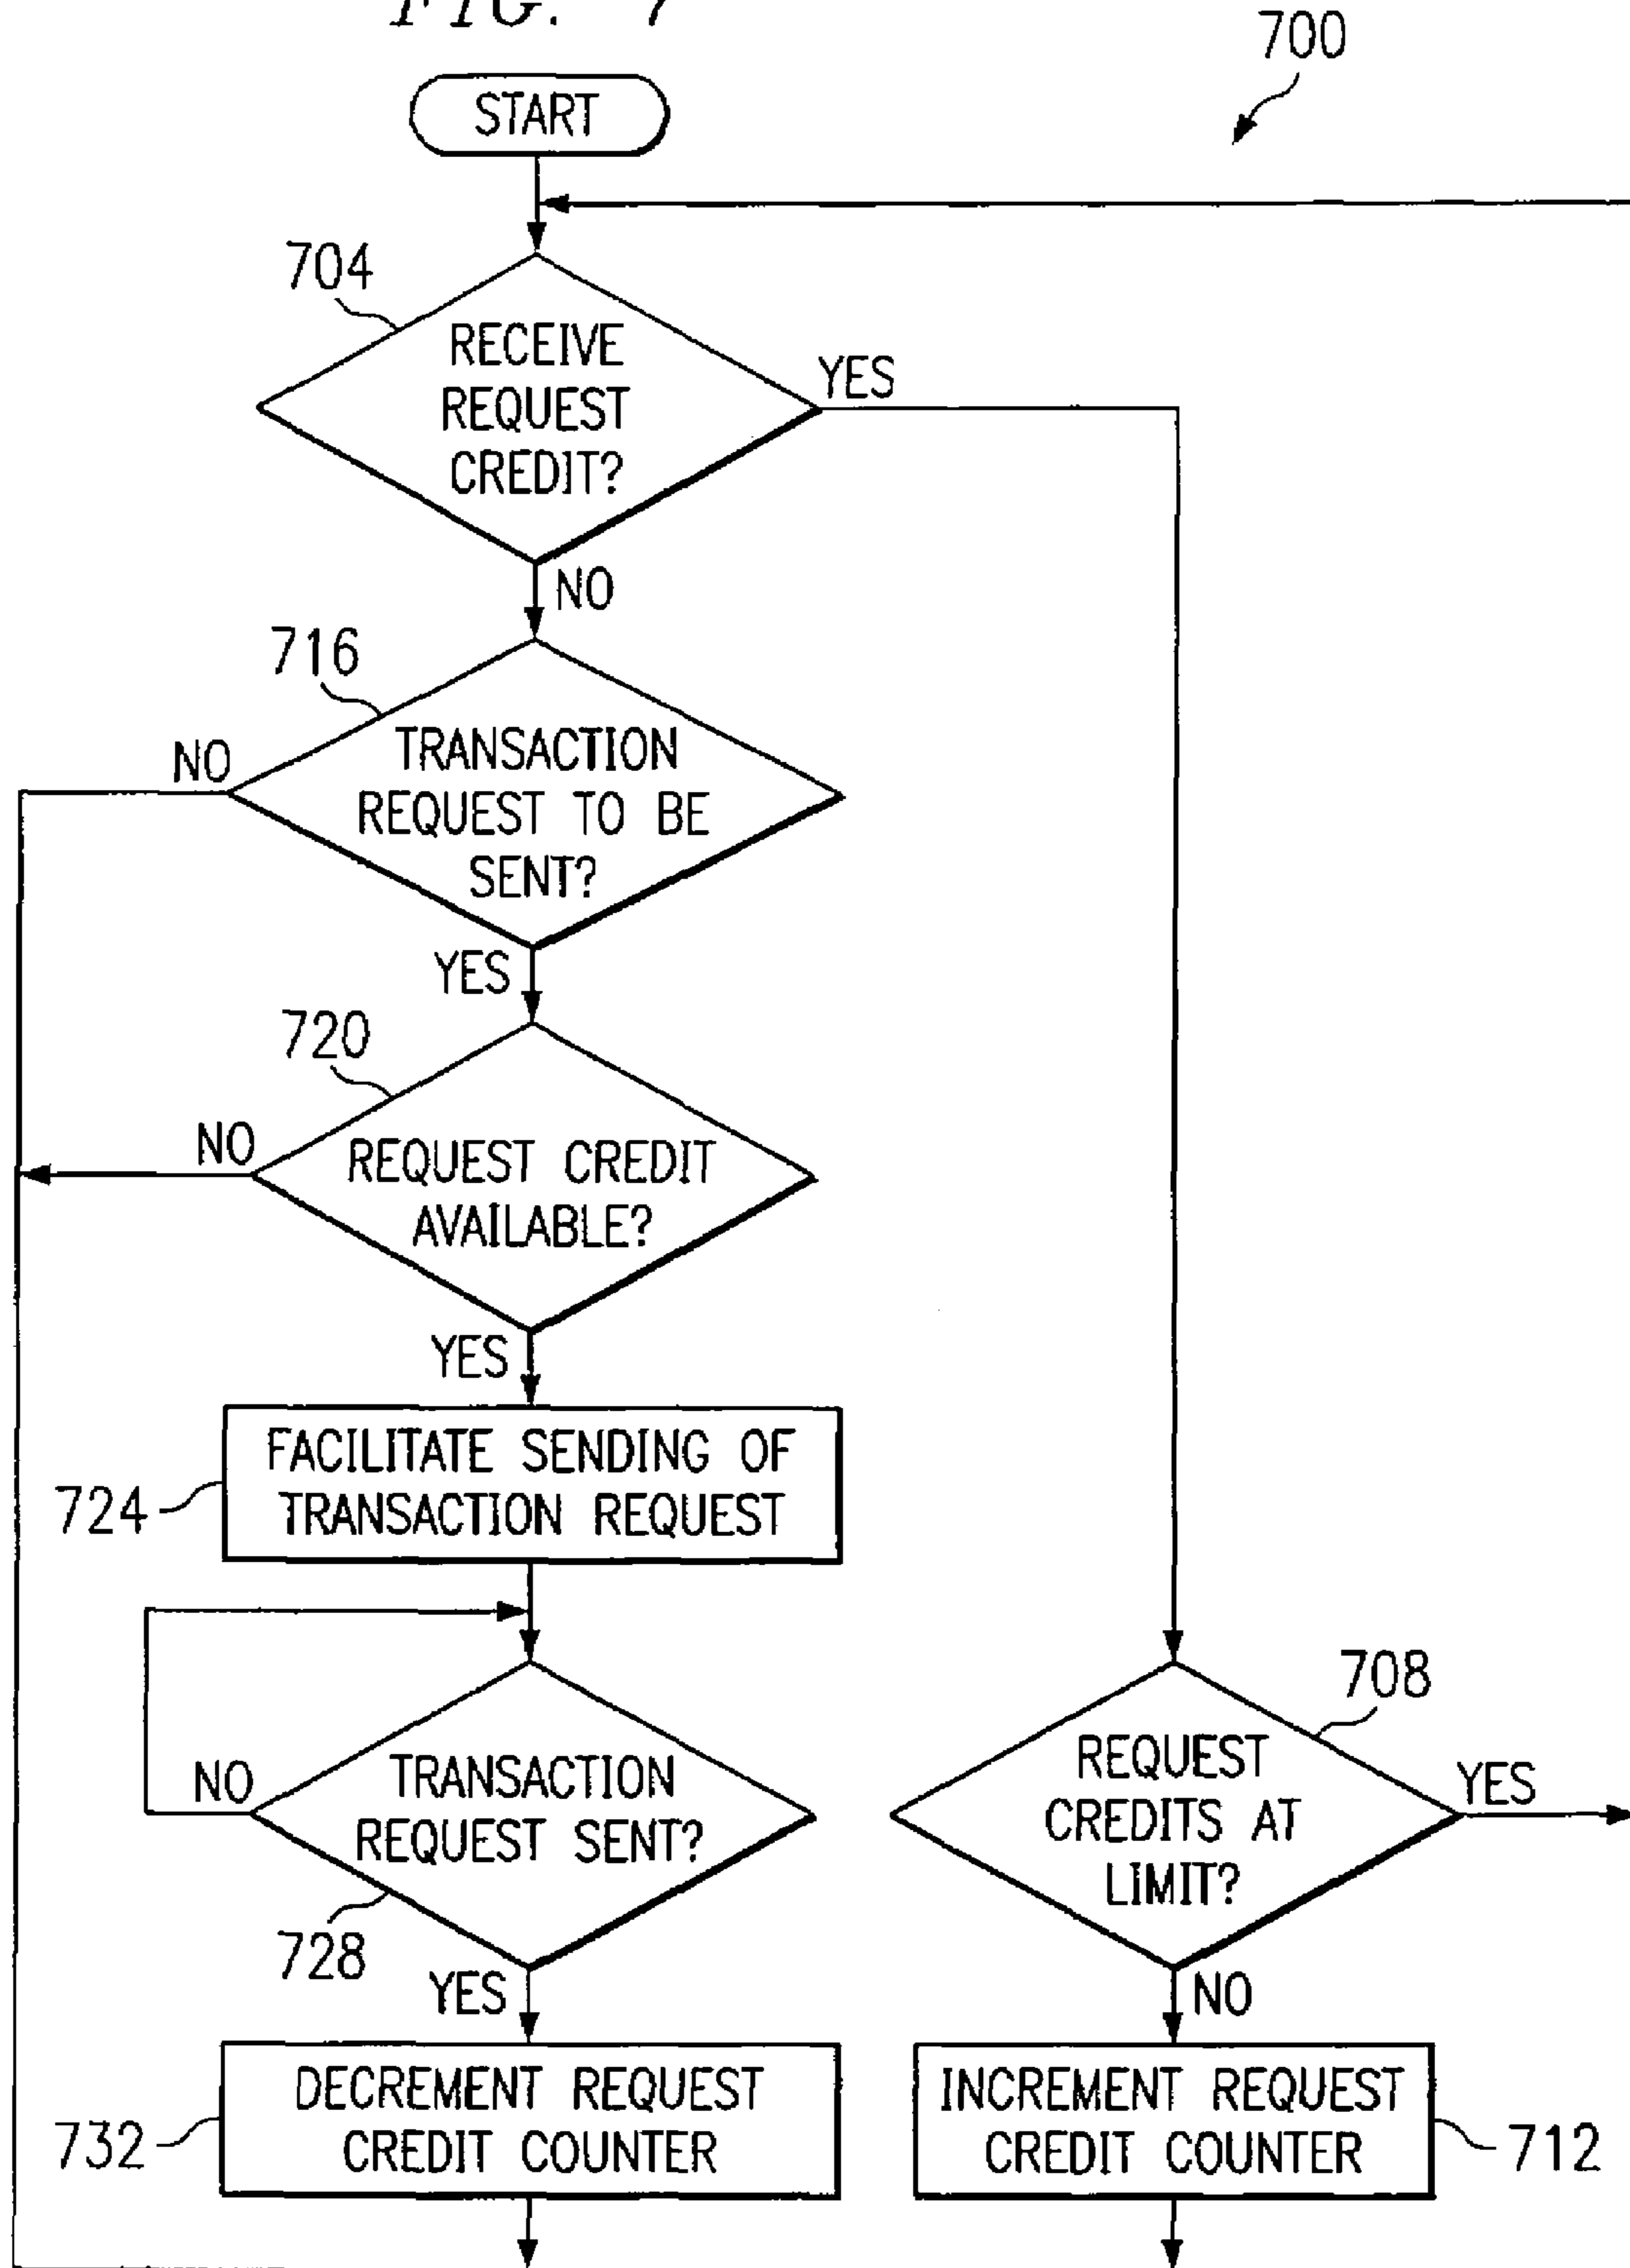 FIG. 7
700
START
704
RECEIVE
REQUEST
CREDIT?
YES
NO
716
TRANSACTION
REQUEST TO BE
SENT?
NO
YES
720
REQUEST CREDIT
AVAILABLE?
NO
YES
FACILITATE SENDING OF
TRANSACTION REQUEST
724
TRANSACTION
REQUEST SENT?
NO
728
YES
708
REQUEST
CREDITS AT
LIMIT?
YES
NO
DECREMENT REQUEST
CREDIT COUNTER
732
INCREMENT REQUEST
CREDIT COUNTER
712